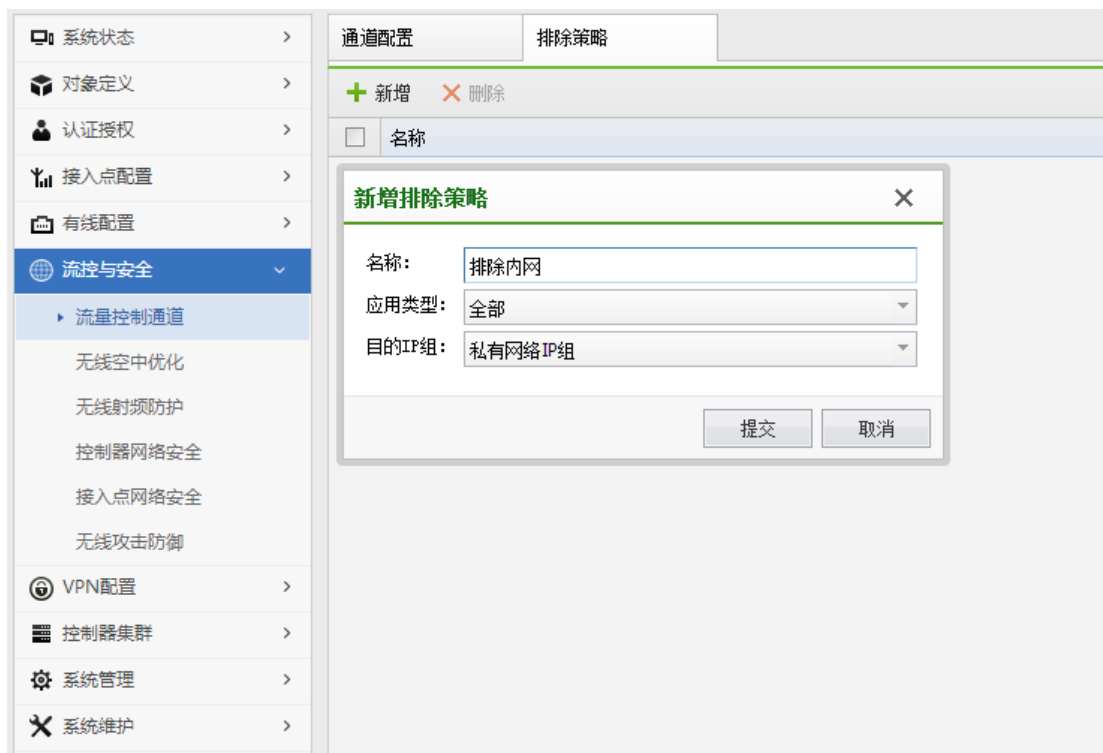 系统状态
对象定义
认证授权
接入点配置
有线配置
流控与安全
流量控制通道
无线空中优化
无线射频防护
控制器网络安全
接入点网络安全
无线攻击防御
VPN配置
控制器集群
系统管理
系统维护
通道配置 排除策略
新增 删除
名称
新增排除策略
名称: 排除内网
应用类型: 全部
目的IP组: 私有网络IP组
提交 取消